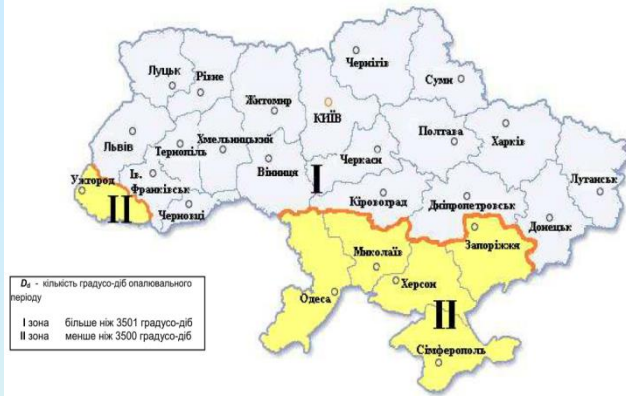 Чернігів
Луцьк
Рівне
Суми
Житомир
КИЇВ
Львів
Тернопіль
Хмельницький
Полтава
Харків
Черкаси
Ужгород
Ів.
Франківськ
Вінниця
I
Луганськ
II
Черновці
Кіровоград
Дніпропетровськ
Донецьк
Запоріжжя
Миколаїв
Херсон
Одеса
II
Сімферополь
Dd - кількість градусо-діб опалювального
періоду
I зона більше ніж 3501 градусо-діб
II зона менше ніж 3500 градусо-діб